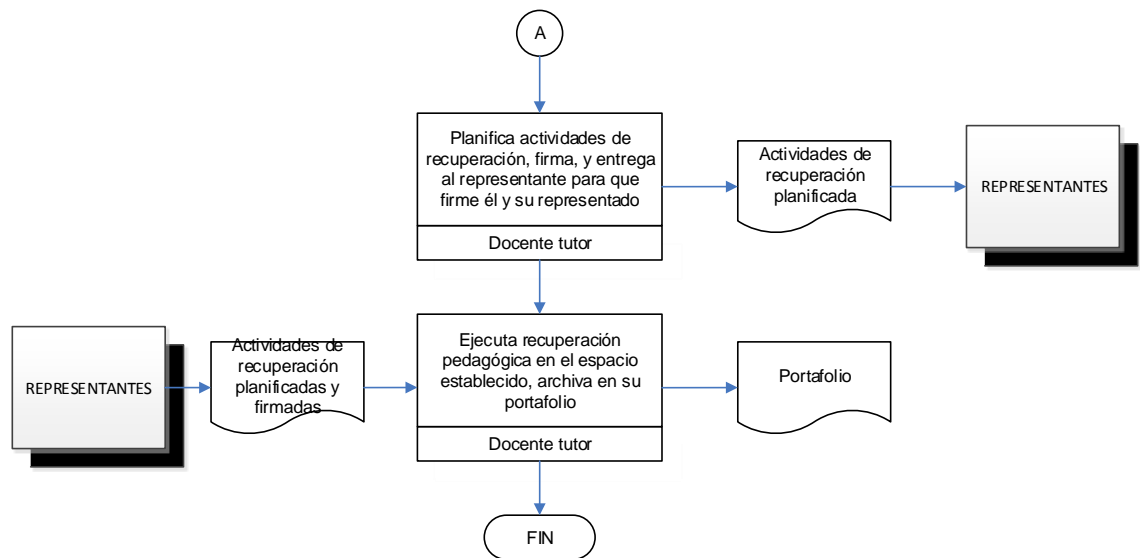 A
Planifica actividades de
recuperación, firma, y entrega
al representante para que
firme él y su representado
Docente tutor
Actividades de
recuperación
planificada
REPRESENTANTES
REPRESENTANTES
Actividades de
recuperación
planificadas y
firmadas
Ejecuta recuperación
pedagógica en el espacio
establecido, archiva en su
portafolio
Docente tutor
Portafolio
FIN